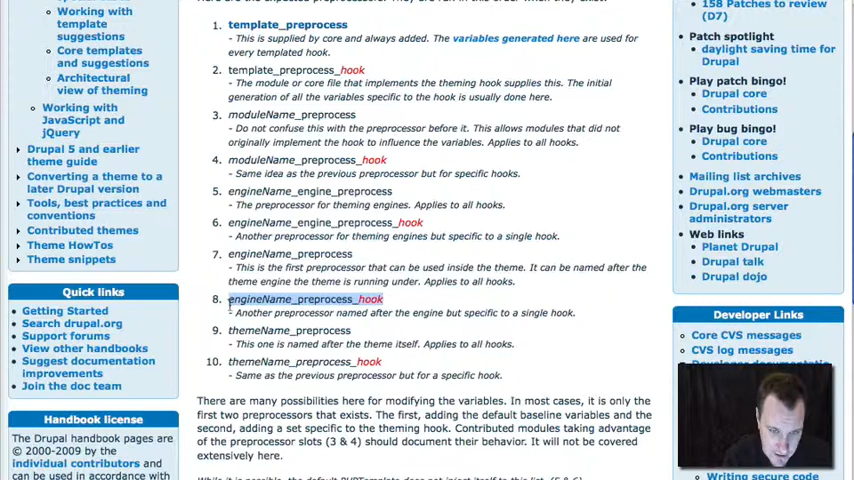 Working with
template
suggestions
Core templates
and suggestions
Architectural
view of theming
Working with
JavaScript and
jQuery
Drupal 5 and earlier
theme guide
Converting a theme to a
later Drupal version
Tools, best practices and
conventions
Contributed themes
Theme HowTos
Theme snippets
Quick links
Getting Started
Search drupal.org
Support forums
View other handbooks
Suggest documentation
improvements
Join the doc team
Handbook license
The Drupal handbook pages are
© 2000-2009 by the
individual contributors and
can be used in accordance with
1. template_preprocess
- This is supplied by core and always added. The variables generated here are used for
every templated hook.
2. template_preprocess_hook
- The module or core file that implements the theming hook supplies this. The initial
generation of all the variables specific to the hook is usually done here.
3. moduleName_preprocess
- Do not confuse this with the preprocessor before it. This allows modules that did not
originally implement the hook to influence the variables. Applies to all hooks.
4. moduleName_preprocess_hook
- Same idea as the previous preprocessor but for specific hooks.
5. engineName_engine_preprocess
- The preprocessor for theming engines. Applies to all hooks.
6. engineName_engine_preprocess_hook
- Another preprocessor for theming engines but specific to a single hook.
7. engineName_preprocess
- This is the first preprocessor that can be used inside the theme. It can be named after the
theme engine the theme is running under. Applies to all hooks.
8. engineName_preprocess_hook
- Another preprocessor named after the engine but specific to a single hook.
9. themeName_preprocess
- This one is named after the theme itself. Applies to all hooks.
10. themeName_preprocess_hook
- Same as the previous preprocessor but for a specific hook.
There are many possibilities here for modifying the variables. In most cases, it is only the
first two preprocessors that exists. The first, adding the default baseline variables and the
second, adding a set specific to the theming hook. Contributed modules taking advantage
of the preprocessor slots (3 & 4) should document their behavior. It will not be covered
extensively here.
158 Patches to review
(D7)
Patch spotlight
daylight saving time for
Drupal
Play patch bingo!
Drupal core
Contributions
Play bug bingo!
Drupal core
Contributions
Mailing list archives
Drupal.org webmasters
Drupal.org server
administrators
Web links
Planet Drupal
Drupal talk
Drupal dojo
Developer Links
Core CVS messages
CVS log messages
Writing secure code